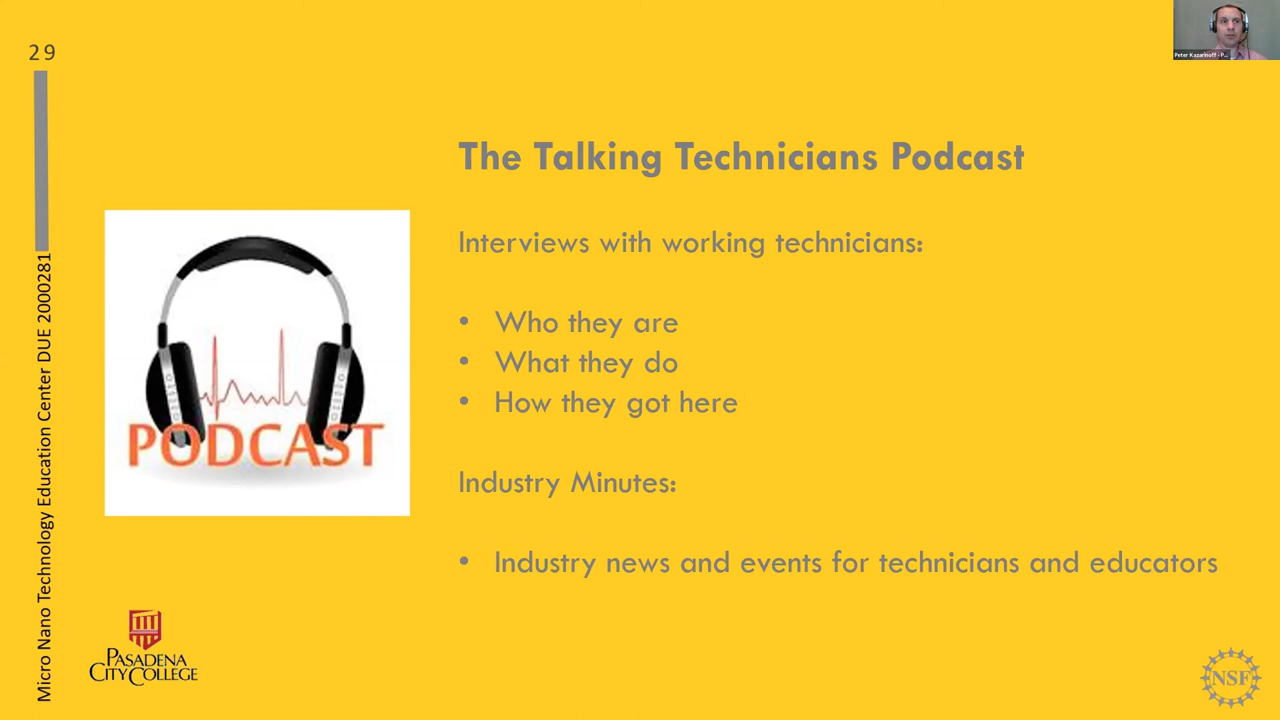 29
Peter Kazarinoff - P...
The Talking Technicians Podcast
Interviews with working technicians:
• Who they are
• What they do
• How they got here
Industry Minutes:
• Industry news and events for technicians and educators
PODCAST
Micro Nano Technology Education Center DUE 2000281
PASADENA
CITY COLLEGE
NSF